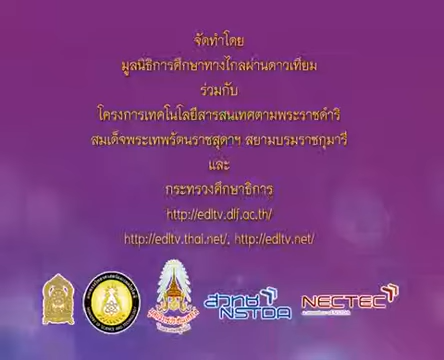 จัดทำโดย
มูลนิธิการศึกษาทางไกลผ่านดาวเทียม
ร่วมกับ
โครงการเทคโนโลยีสารสนเทศตามพระราชดำริ
สมเด็จพระเทพรัตนราชสุดาฯ สยามบรมราชกุมารี
และ
กระทรวงศึกษาธิการ
http://edltv.dlf.ac.th/
http://edltv.thai.net/, http://edltv.net/
สวทช NECTEC
NSTDA